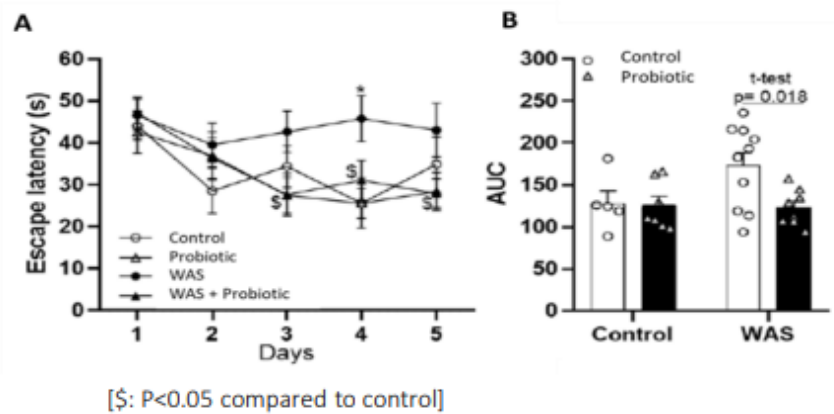 A
Escape latency (s)
60
50
40
30
20
10
0
*
$
$
$
Control
Probiotic
WAS
WAS + Probiotic
1 2 3 4 5
Days
B
AUC
300
250
200
150
100
50
0
Control
Probiotic
t-test
p= 0.018
Control WAS
[$: P<0.05 compared to control]